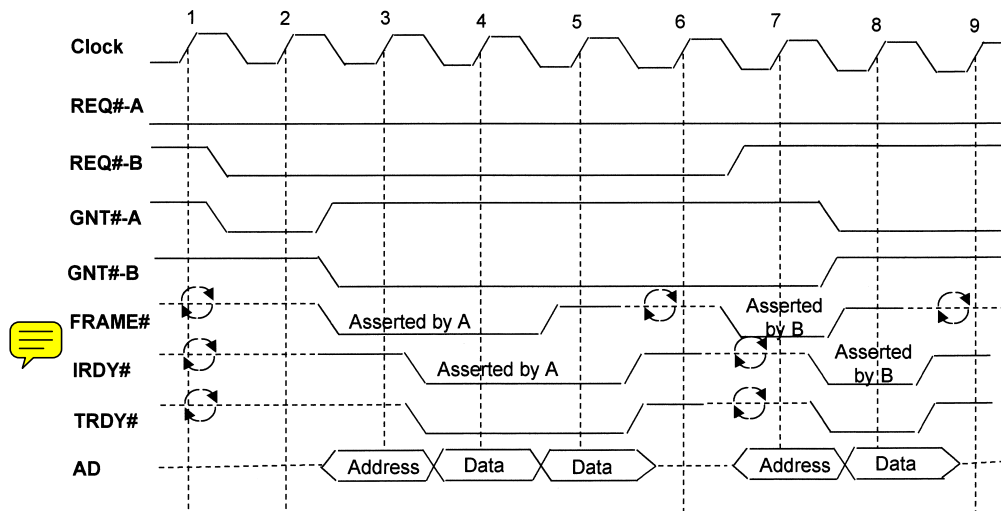 1 2 3 4 5 6 7 8 9
Clock
REQ#-A
REQ#-B
GNT#-A
GNT#-B
FRAME# Asserted by A Asserted
by B
IRDY# Asserted by A Asserted
by B
TRDY#
AD Address Data Data Address Data